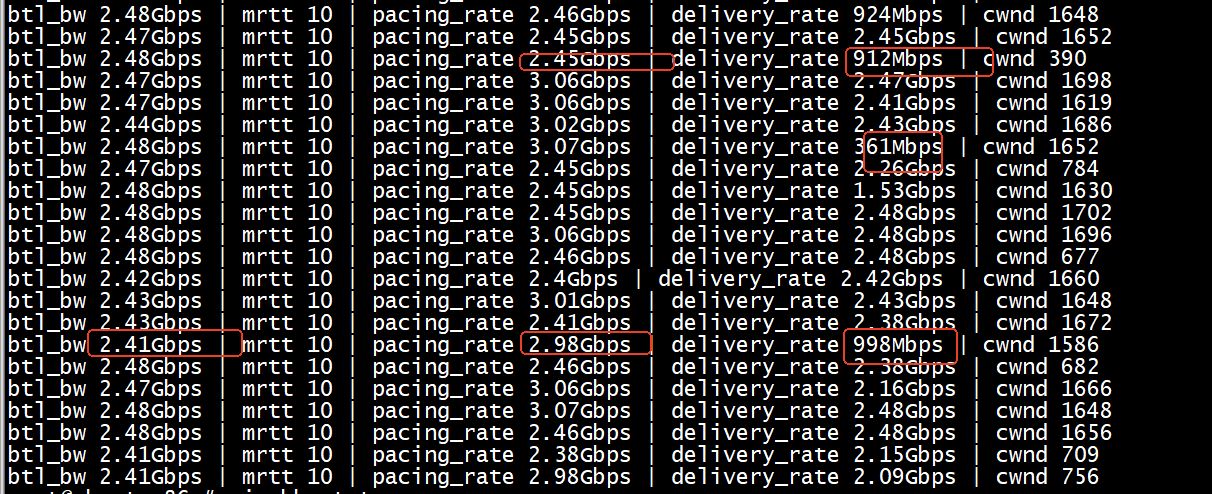 btl_bw 2.48Gbps | mrtt 10 | pacing_rate 2.46Gbps | delivery_rate 924Mbps | cwnd 1648
btl_bw 2.47Gbps | mrtt 10 | pacing_rate 2.45Gbps | delivery_rate 2.45Gbps | cwnd 1652
btl_bw 2.48Gbps | mrtt 10 | pacing_rate 2.45Gbps | delivery_rate 912Mbps | cwnd 390
btl_bw 2.47Gbps | mrtt 10 | pacing_rate 3.06Gbps | delivery_rate 2.47Gbps | cwnd 1698
btl_bw 2.47Gbps | mrtt 10 | pacing_rate 3.06Gbps | delivery_rate 2.41Gbps | cwnd 1619
btl_bw 2.44Gbps | mrtt 10 | pacing_rate 3.02Gbps | delivery_rate 2.43Gbps | cwnd 1686
btl_bw 2.48Gbps | mrtt 10 | pacing_rate 3.07Gbps | delivery_rate 361Mbps | cwnd 1652
btl_bw 2.47Gbps | mrtt 10 | pacing_rate 2.45Gbps | delivery_rate 2.26Gbps | cwnd 784
btl_bw 2.48Gbps | mrtt 10 | pacing_rate 2.45Gbps | delivery_rate 1.53Gbps | cwnd 1630
btl_bw 2.48Gbps | mrtt 10 | pacing_rate 2.45Gbps | delivery_rate 2.48Gbps | cwnd 1702
btl_bw 2.48Gbps | mrtt 10 | pacing_rate 3.06Gbps | delivery_rate 2.48Gbps | cwnd 1696
btl_bw 2.48Gbps | mrtt 10 | pacing_rate 2.46Gbps | delivery_rate 2.48Gbps | cwnd 677
btl_bw 2.42Gbps | mrtt 10 | pacing_rate 2.4Gbps | delivery_rate 2.42Gbps | cwnd 1660
btl_bw 2.43Gbps | mrtt 10 | pacing_rate 3.01Gbps | delivery_rate 2.43Gbps | cwnd 1648
btl_bw 2.43Gbps | mrtt 10 | pacing_rate 2.41Gbps | delivery_rate 2.38Gbps | cwnd 1672
btl_bw 2.41Gbps | mrtt 10 | pacing_rate 2.98Gbps | delivery_rate 998Mbps | cwnd 1586
btl_bw 2.48Gbps | mrtt 10 | pacing_rate 2.46Gbps | delivery_rate 2.38Gbps | cwnd 682
btl_bw 2.47Gbps | mrtt 10 | pacing_rate 3.06Gbps | delivery_rate 2.16Gbps | cwnd 1666
btl_bw 2.48Gbps | mrtt 10 | pacing_rate 3.07Gbps | delivery_rate 2.48Gbps | cwnd 1648
btl_bw 2.48Gbps | mrtt 10 | pacing_rate 2.46Gbps | delivery_rate 2.48Gbps | cwnd 1656
btl_bw 2.41Gbps | mrtt 10 | pacing_rate 2.38Gbps | delivery_rate 2.15Gbps | cwnd 709
btl_bw 2.41Gbps | mrtt 10 | pacing_rate 2.98Gbps | delivery_rate 2.09Gbps | cwnd 756